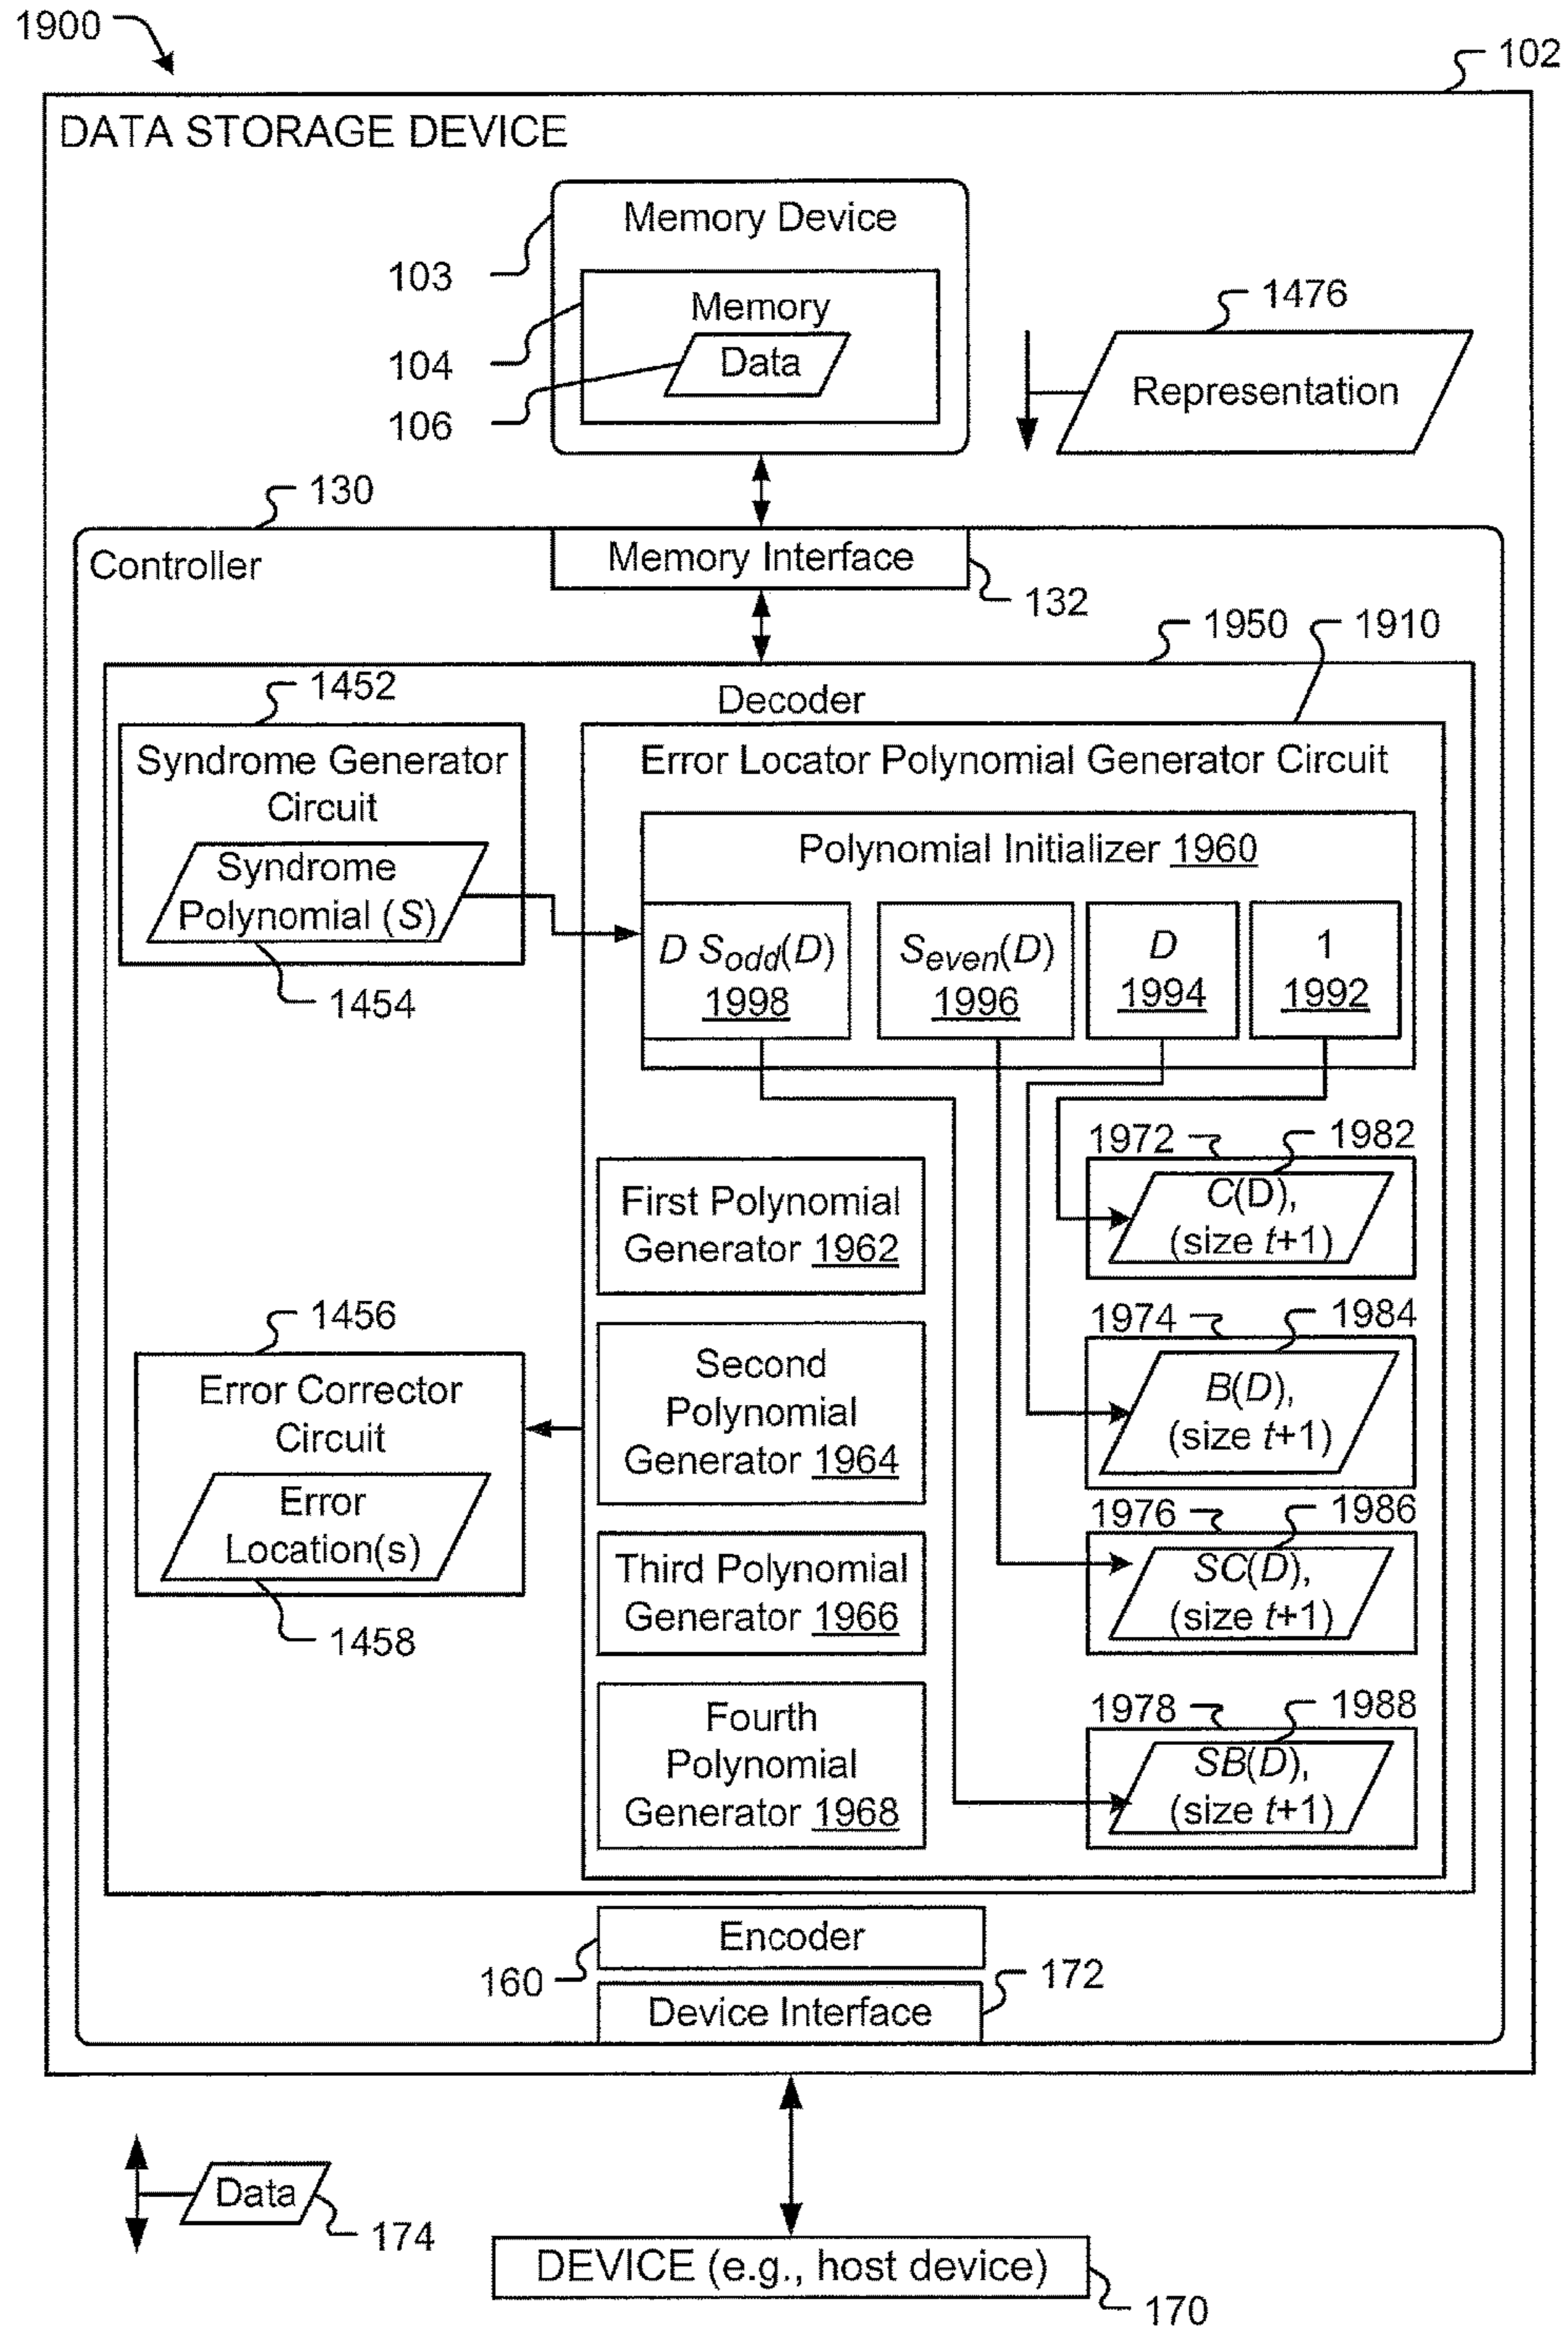 1900
102
DATA STORAGE DEVICE
Memory Device
103
Memory
104
Data
106
1476
Representation
130
Controller
Memory Interface
132
1950
1910
Decoder
1452
Syndrome Generator
Circuit
Syndrome
Polynomial (S)
1454
Error Locator Polynomial Generator Circuit
Polynomial Initializer 1960
D Sodd(D)
1998
Seven(D)
1996
D
1994
1
1992
1972
1982
C(D),
(size t+1)
First Polynomial
Generator 1962
1974
1984
B(D),
(size t+1)
Second
Polynomial
Generator 1964
1456
Error Corrector
Circuit
Error
Location(s)
1458
1976
1986
SC(D),
(size t+1)
Third Polynomial
Generator 1966
1978
1988
SB(D),
(size t+1)
Fourth
Polynomial
Generator 1968
Encoder
160
172
Device Interface
Data
174
DEVICE (e.g., host device)
170